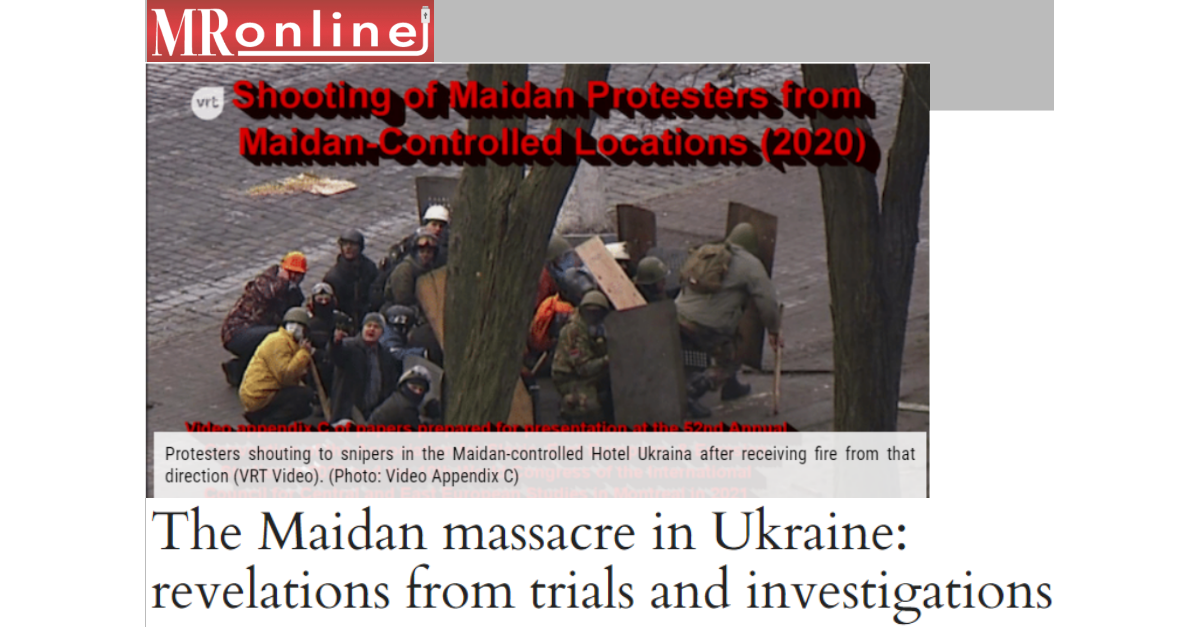 MRonline
vrt
Shooting of Maidan Protesters from
Maidan-Controlled Locations (2020)
Video appendix C of papers prepared for presentation at the 52nd Annual
Protesters shouting to snipers in the Maidan-controlled Hotel Ukraina after receiving fire from that
direction (VRT Video). (Photo: Video Appendix C)
The Maidan massacre in Ukraine:
revelations from trials and investigations